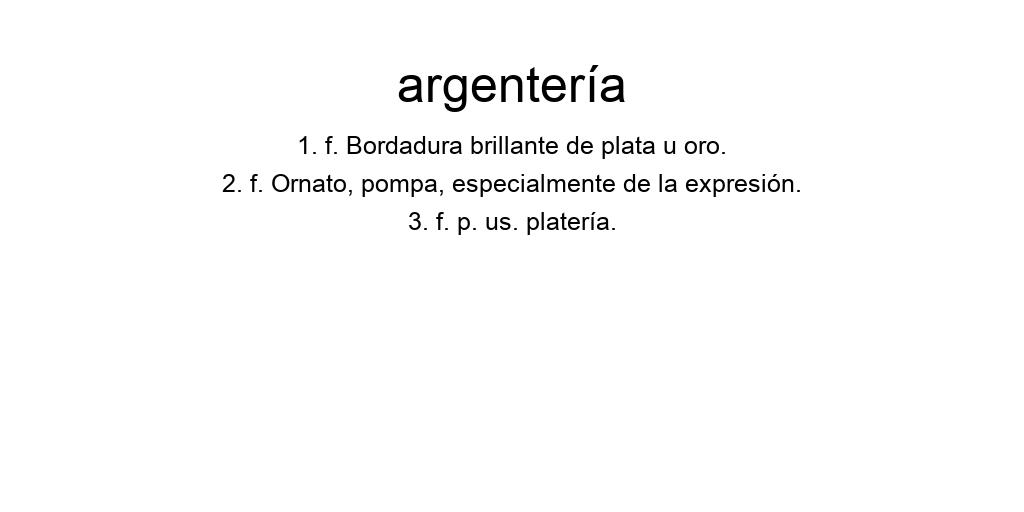 argentería
1. f. Bordadura brillante de plata u oro.
2. f. Ornato, pompa, especialmente de la expresión.
3. f. p. us. platería.